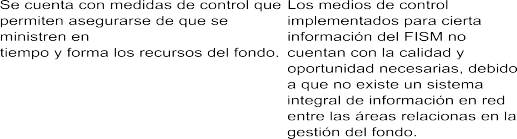 Se cuenta con medidas de control que
permiten asegurarse de que se
ministren en
tiempo y forma los recursos del fondo.
Los medios de control
implementados para cierta
información del FISM no
cuentan con la calidad y
oportunidad necesarias, debido
a que no existe un sistema
integral de información en red
entre las áreas relacionas en la
gestión del fondo.